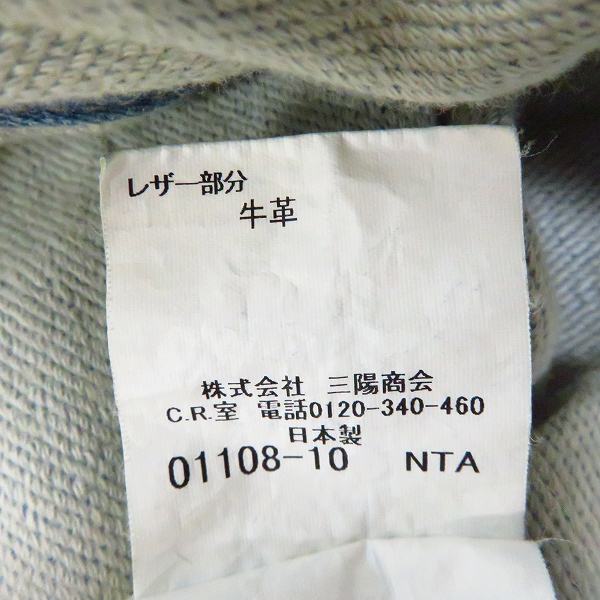 レザー部分
牛革
株式会社 三陽商会
C.R.室 電話0120-340-460
日本製
01108-10 NTA